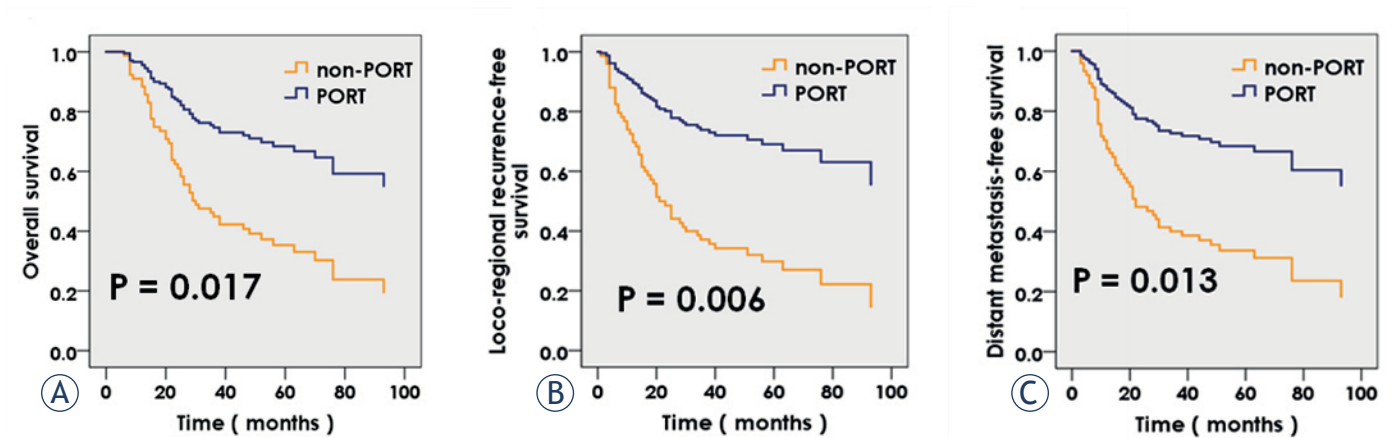 Overall survival
1.0
0.8
0.6
0.4
0.2
0.0
non-PORT
PORT
P = 0.017
0 20 40 60 80 100
Time ( months )
A
Loco-regional recurrence-free
survival
1.0
0.8
0.6
0.4
0.2
0.0
non-PORT
PORT
P = 0.006
0 20 40 60 80 100
Time ( months )
B
Distant metastasis-free survival
1.0
0.8
0.6
0.4
0.2
0.0
non-PORT
PORT
P = 0.013
0 20 40 60 80 100
Time ( months )
C